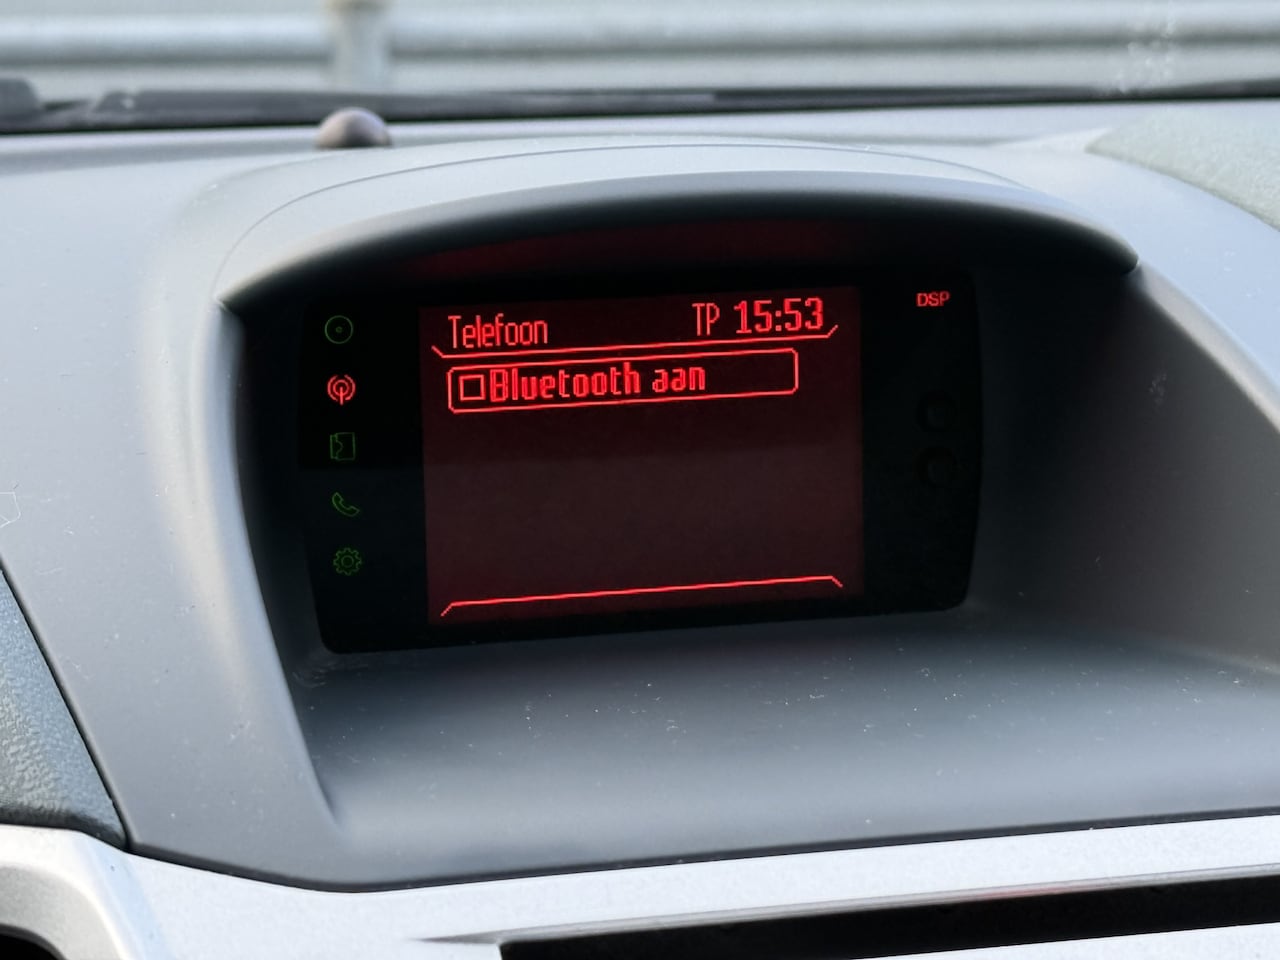 Telefoon TP 15:53 DSP
Bluetooth aan